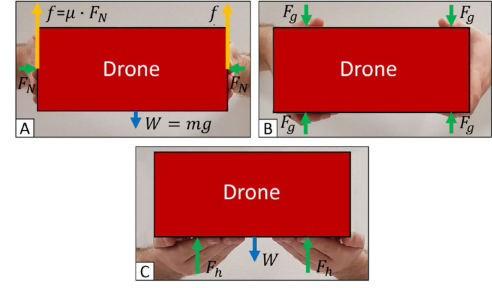 f=μ · F_N
f
Drone
F_N
F_N
W = mg
A
F_g
F_g
Drone
F_g
F_g
B
Drone
F_h
W
F_h
C